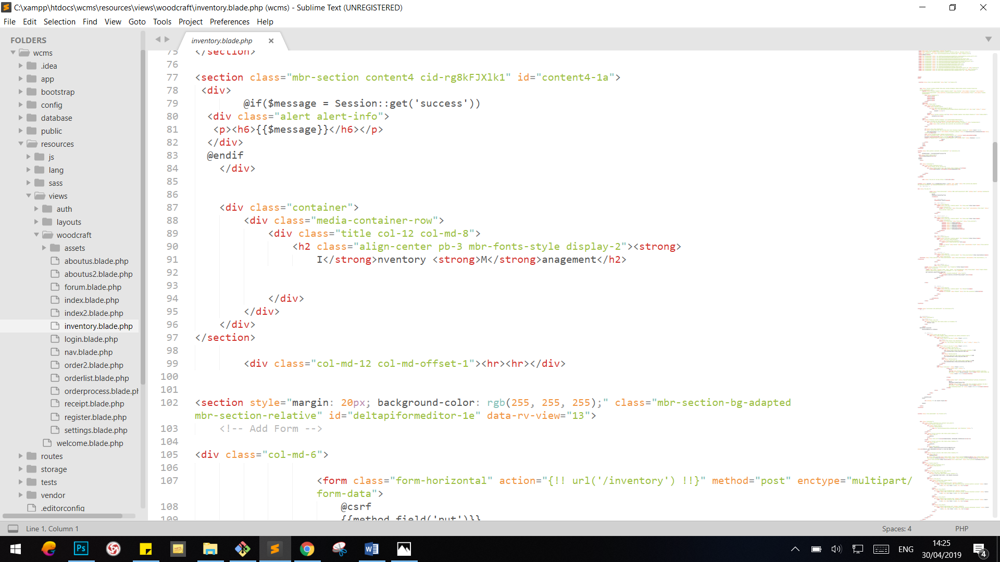 C:\xampp\htdocs\wcms\resources\views\woodcraft\inventory.blade.php (wcms) - Sublime Text (UNREGISTERED)
File Edit Selection Find View Goto Tools Project Preferences Help
FOLDERS
wcms
.idea
app
bootstrap
config
database
public
resources
js
lang
sass
views
auth
layouts
woodcraft
assets
aboutus.blade.php
aboutus2.blade.php
forum.blade.php
index.blade.php
index2.blade.php
inventory.blade.php
login.blade.php
nav.blade.php
order2.blade.php
orderlist.blade.php
orderprocess.blade.ph
receipt.blade.php
register.blade.php
settings.blade.php
welcome.blade.php
routes
storage
tests
vendor
.editorconfig
inventory.blade.php
75 </section>
76
77 <section class="mbr-section content4 cid-rg8kFJXlk1" id="content4-1a">
78 <div>
79 @if($message = Session::get('success'))
80 <div class="alert alert-info">
81 <p><h6>{{$message}}</h6></p>
82 </div>
83 @endif
84 </div>
85
86
87 <div class="container">
88 <div class="media-container-row">
89 <div class="title col-12 col-md-8">
90 <h2 class="align-center pb-3 mbr-fonts-style display-2"><strong>
91 I</strong>nventory <strong>M</strong>anagement</h2>
92
93
94 </div>
95 </div>
96 </div>
97 </section>
98
99 <div class="col-md-12 col-md-offset-1"><hr><hr></div>
100
101
102 <section style="margin: 20px; background-color: rgb(255, 255, 255);" class="mbr-section-bg-adapted
mbr-section-relative" id="deltapiformeditor-1e" data-rv-view="13">
103 <!-- Add Form -->
104
105 <div class="col-md-6">
106
107 <form class="form-horizontal" action="{!! url('/inventory') !!}" method="post" enctype="multipart/
form-data">
108 @csrf
109 {{method_field('put')}}
Line 1, Column 1
Spaces: 4
PHP
Ps
ENG
14:25
30/04/2019
4